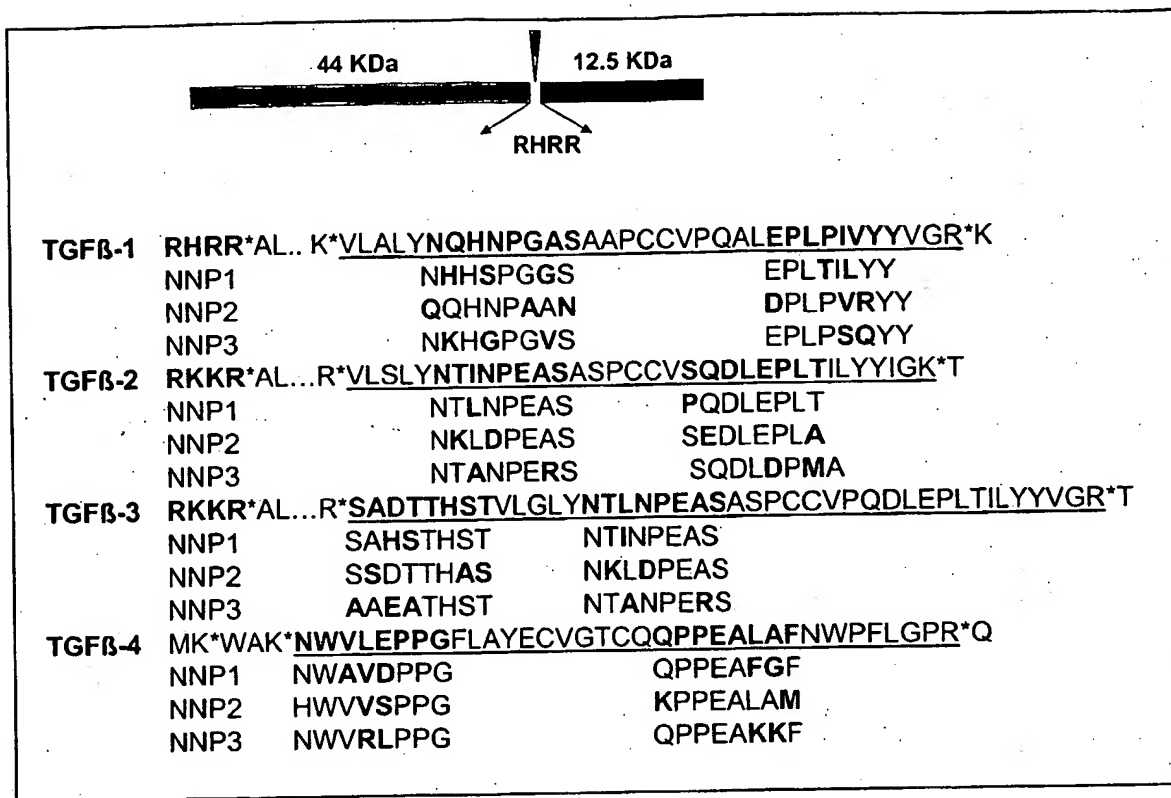 44 KDa 12.5 KDa
RHRR
TGFß-1 RHRR*AL.. K*VLALYNQHNPGASAAPCCVPQALEPLPIVYYVGR*K
NNP1 NHHSPGGS EPLTILYY
NNP2 QQHNPAAN DPLPVRYY
NNP3 NKHGPGVS EPLPSQYY
TGFß-2 RKKR*AL...R*VLSLYNTINPEASASPCCVSQDLEPLTILYYIGK*T
NNP1 NTLNPEAS PQDLEPLT
NNP2 NKLDPEAS SEDLEPLA
NNP3 NTANPERS SQDLDPMA
TGFß-3 RKKR*AL...R*SADTTHSTVLGLYNTLNPEASASPCCVPQDLEPLTILYYVGR*T
NNP1 SAHSTHST NTINPEAS
NNP2 SSDTTHAS NKLDPEAS
NNP3 AAEATHST NTANPERS
TGFß-4 MK*WAK*NWVLEPPGFLAYECVGTCQQPPEALAFNWPFLGPR*Q
NNP1 NWAVDPPG QPPEAFGF
NNP2 HWVVSPPG KPPEALAM
NNP3 NWVRLPPG QPPEAKKF